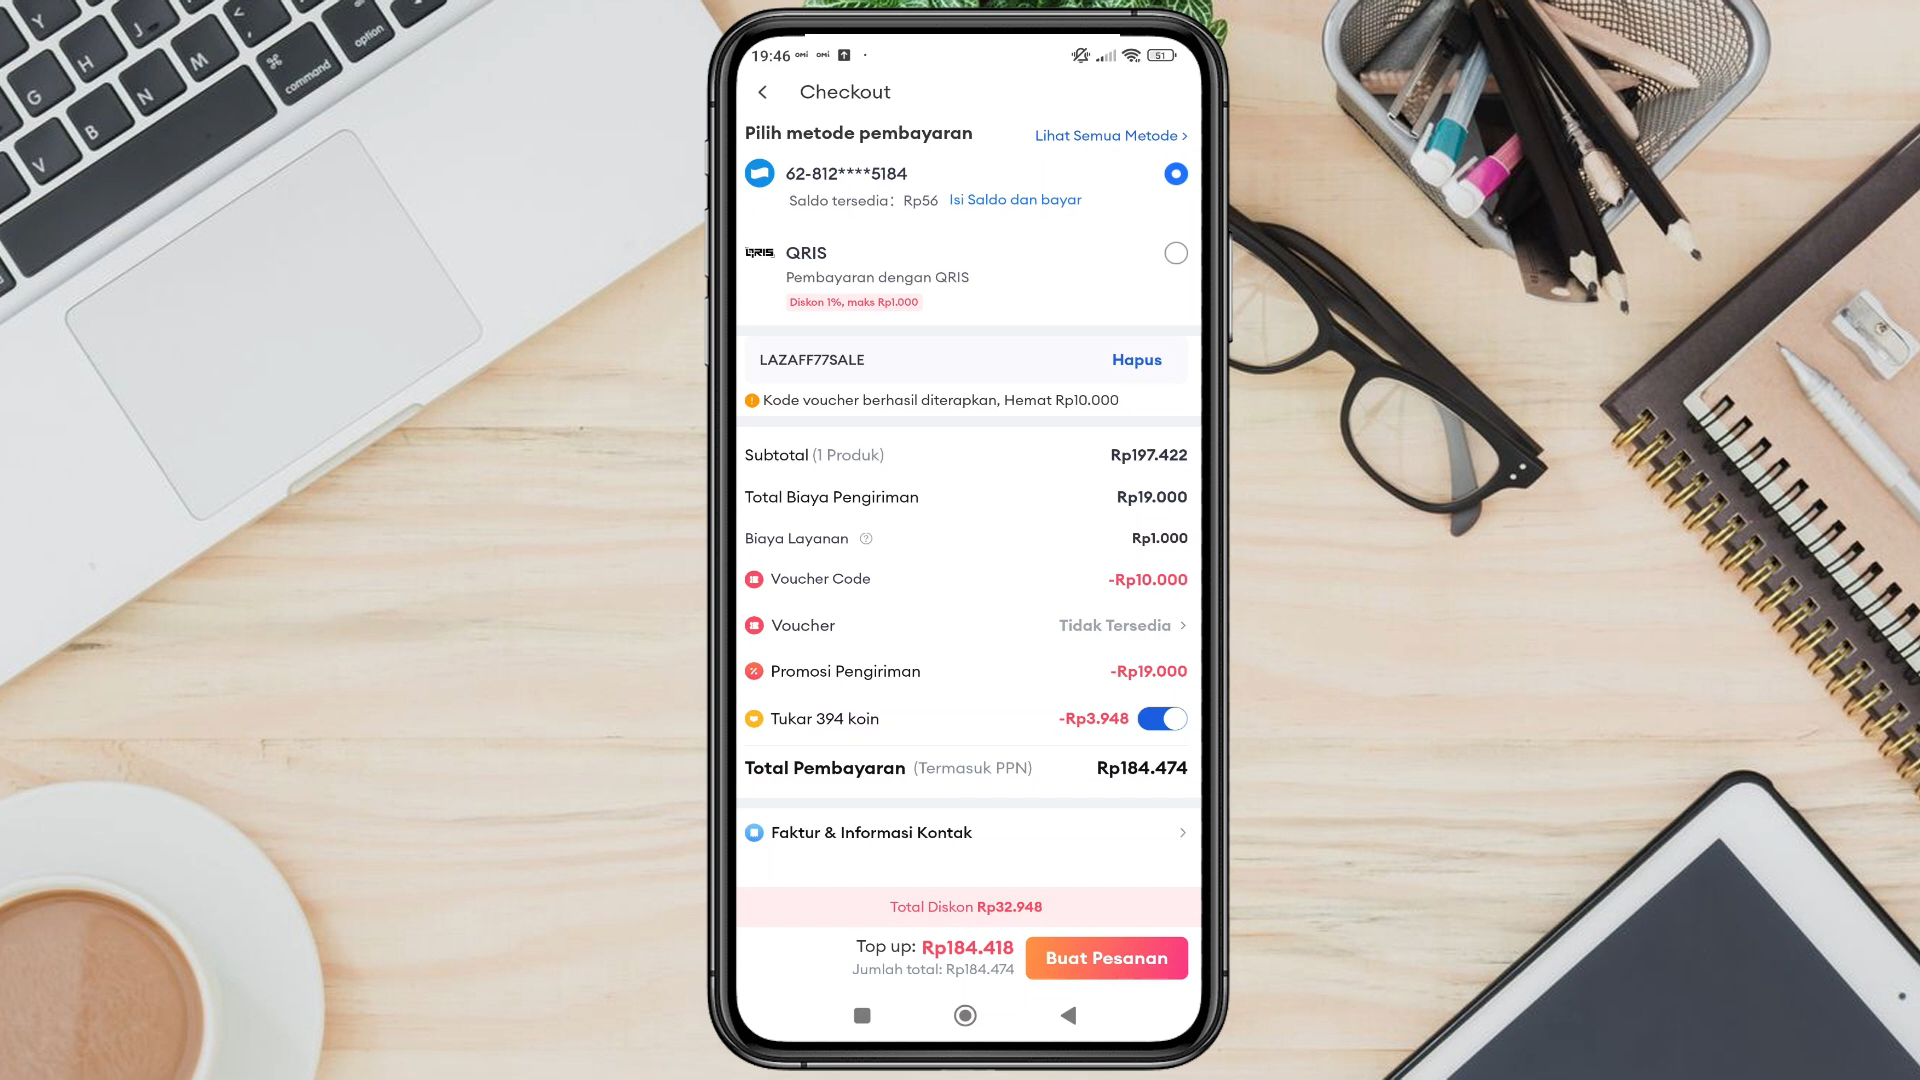 19:46
51
Checkout
Pilih metode pembayaran
Lihat Semua Metode >
62-812****5184
Saldo tersedia: Rp56 Isi Saldo dan bayar
QRIS QRIS
Pembayaran dengan QRIS
Diskon 1%, maks Rp1.000
LAZAFF77SALE
Hapus
Kode voucher berhasil diterapkan, Hemat Rp10.000
Subtotal (1 Produk) Rp197.422
Total Biaya Pengiriman Rp19.000
Biaya Layanan ? Rp1.000
Voucher Code -Rp10.000
Voucher Tidak Tersedia >
Promosi Pengiriman -Rp19.000
Tukar 394 koin -Rp3.948
Total Pembayaran (Termasuk PPN) Rp184.474
Faktur & Informasi Kontak >
Total Diskon Rp32.948
Top up: Rp184.418
Jumlah total: Rp184.474
Buat Pesanan
Y
H
J
<
G
N
M
⌘
command
option
V
B